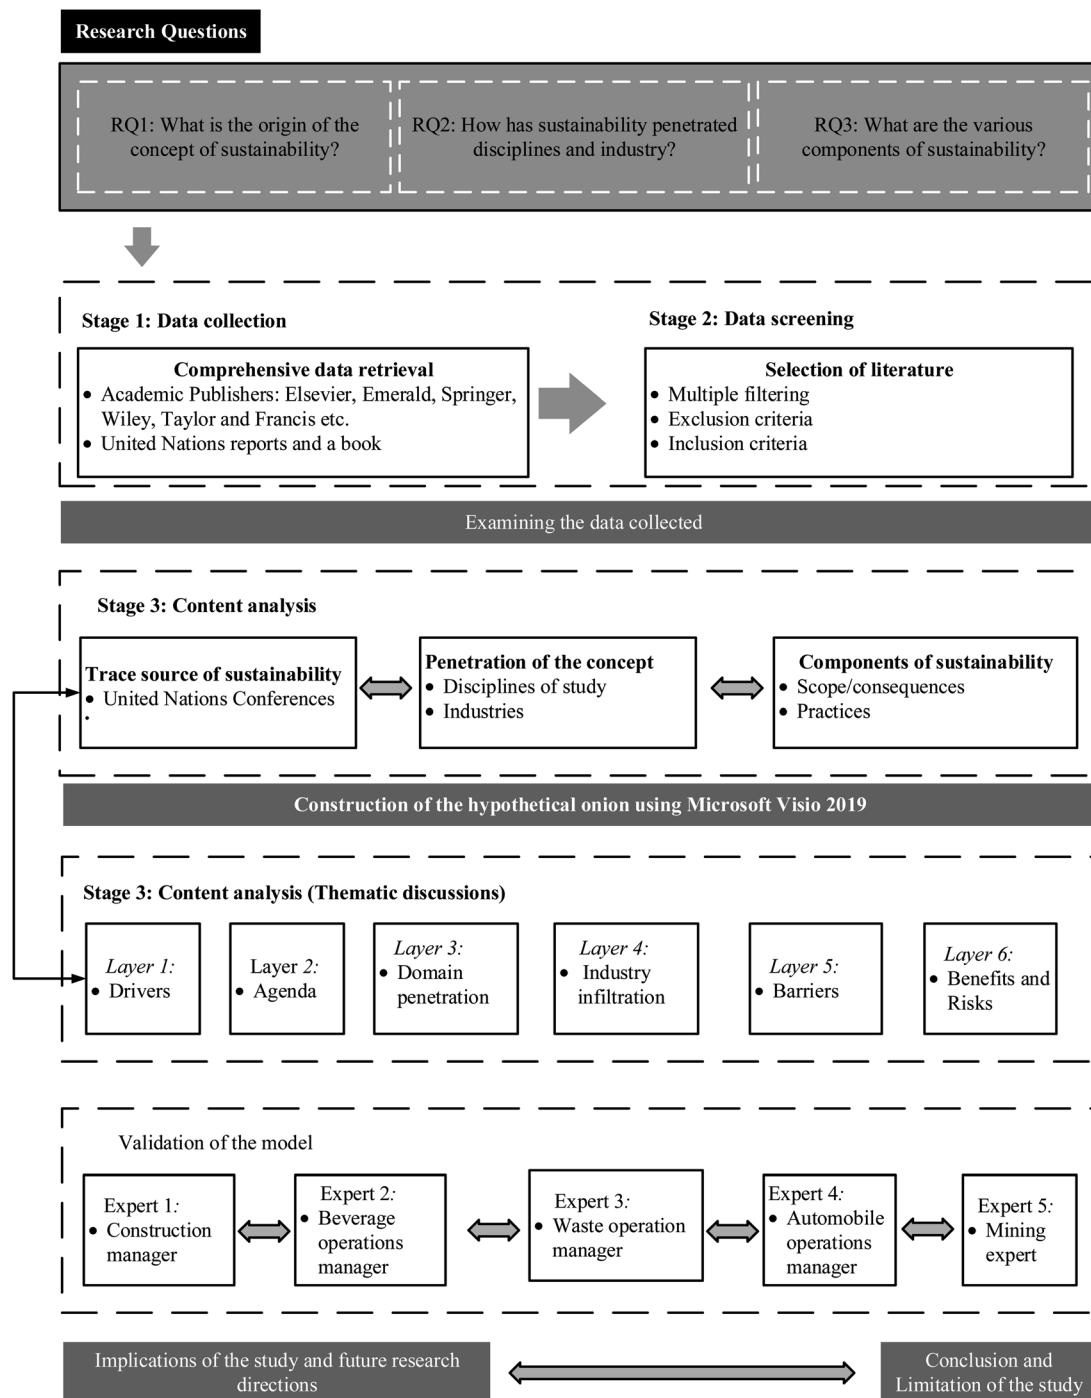 Research Questions
RQ1: What is the origin of the
concept of sustainability?
RQ2: How has sustainability penetrated
disciplines and industry?
RQ3: What are the various
components of sustainability?
Stage 1: Data collection
Comprehensive data retrieval
• Academic Publishers: Elsevier, Emerald, Springer,
Wiley, Taylor and Francis etc.
• United Nations reports and a book
Stage 2: Data screening
Selection of literature
• Multiple filtering
• Exclusion criteria
• Inclusion criteria
Examining the data collected
Stage 3: Content analysis
Trace source of sustainability
• United Nations Conferences
•
Penetration of the concept
• Disciplines of study
• Industries
Components of sustainability
• Scope/consequences
• Practices
Construction of the hypothetical onion using Microsoft Visio 2019
Stage 3: Content analysis (Thematic discussions)
Layer 1:
• Drivers
Layer 2:
• Agenda
Layer 3:
• Domain
penetration
Layer 4:
• Industry
infiltration
Layer 5:
• Barriers
Layer 6:
• Benefits and
Risks
Validation of the model
Expert 1:
• Construction
manager
Expert 2:
• Beverage
operations
manager
Expert 3:
• Waste operation
manager
Expert 4:
• Automobile
operations
manager
Expert 5:
• Mining
expert
Implications of the study and future research
directions
Conclusion and
Limitation of the study